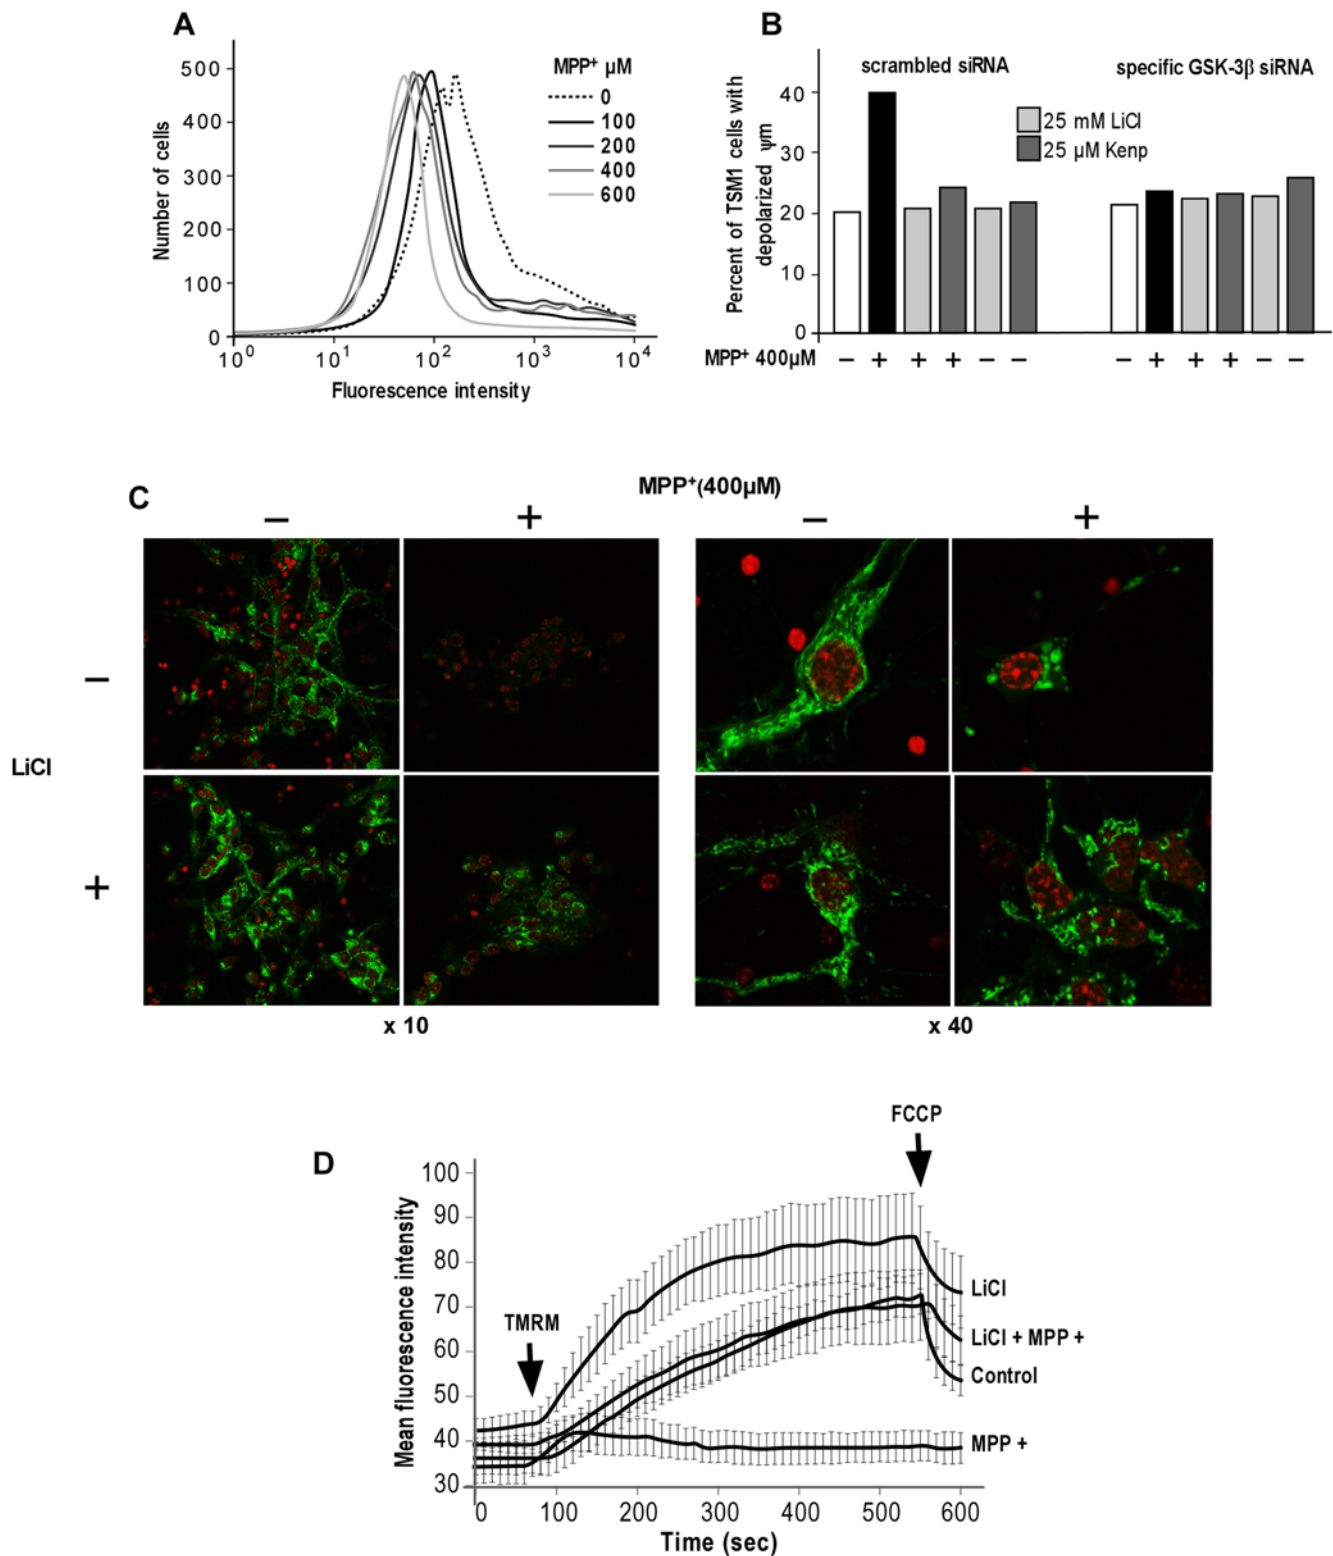 A
MPP⁺ µM
0
100
200
400
600
500
400
300
200
100
0
Number of cells
10⁰ 10¹ 10² 10³ 10⁴
Fluorescence intensity
B
scrambled siRNA
specific GSK-3β siRNA
25 mM LiCl
25 µM Kenp
40
30
20
10
0
Percent of TSM1 cells with
depolarized ψm
MPP⁺ 400µM − + + + − − − + + + − −
C
MPP⁺(400µM)
− + − +
−
LiCl
+
x 10
x 40
D
FCCP
TMRM
100
90
80
70
60
50
40
30
Mean fluorescence intensity
LiCl
LiCl + MPP +
Control
MPP +
0 100 200 300 400 500 600
Time (sec)